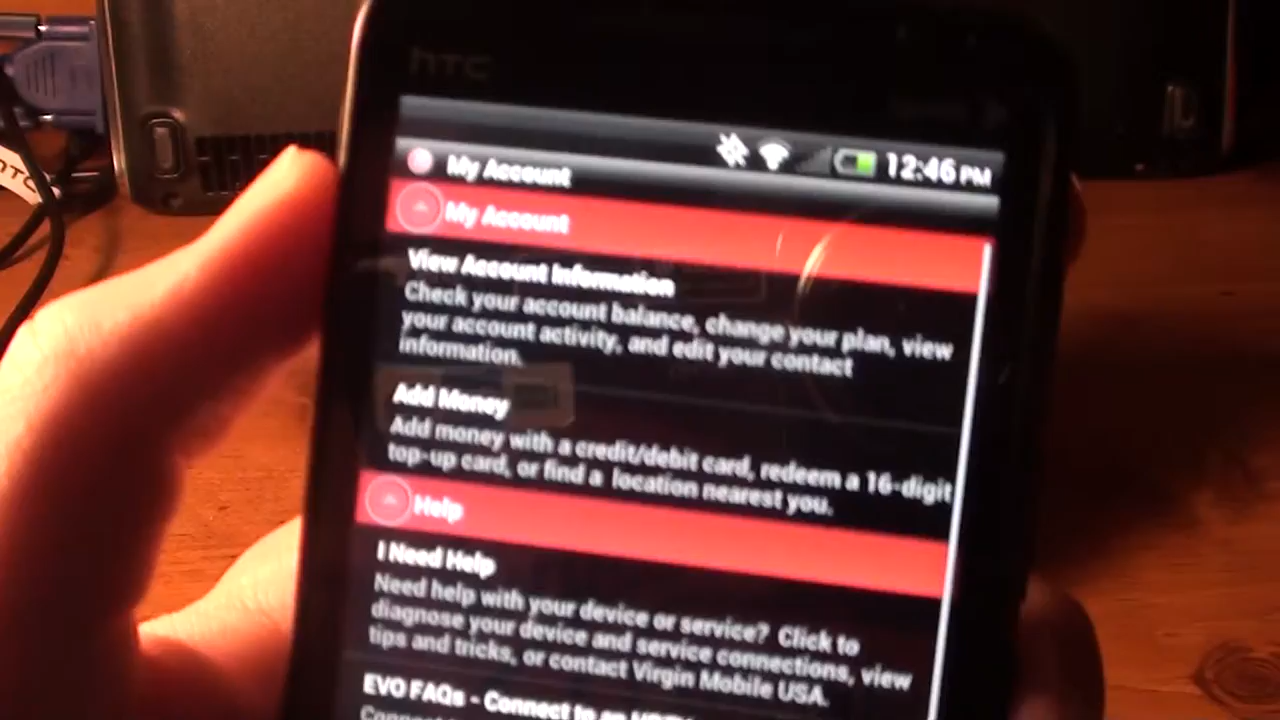 hTC
12:46 PM
My Account
My Account
View Account Information
Check your account balance, change your plan, view
your account activity, and edit your contact
information.
Add Money
Add money with a credit/debit card, redeem a 16-digit
top-up card, or find a location nearest you.
Help
I Need Help
Need help with your device or service? Click to
diagnose your device and service connections, view
tips and tricks, or contact Virgin Mobile USA.
EVO FAQs - Connect to an HDTV
hTC